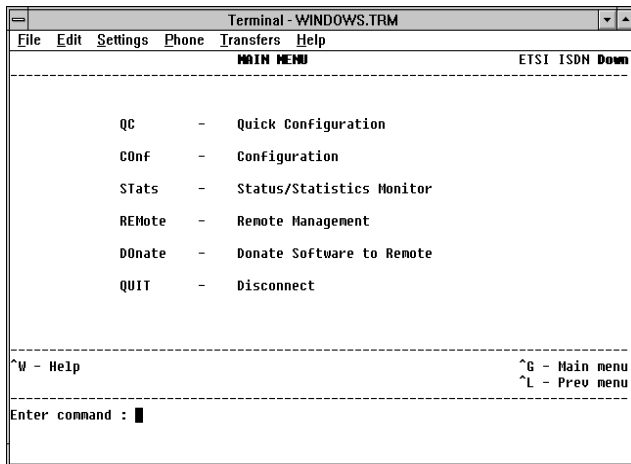 Terminal - WINDOWS.TRM
File Edit Settings Phone Transfers Help
MAIN MENU ETSI ISDN Down
QC - Quick Configuration
COnf - Configuration
STats - Status/Statistics Monitor
REMote - Remote Management
DOnate - Donate Software to Remote
QUIT - Disconnect
^W - Help ^G - Main menu
^L - Prev menu
Enter command :